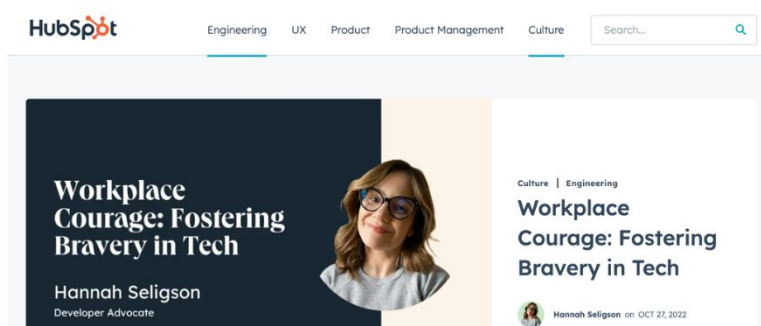 HubSpot
Engineering UX Product Product Management Culture Search...
Workplace
Courage: Fostering
Bravery in Tech
Hannah Seligson
Developer Advocate
Culture | Engineering
Workplace
Courage: Fostering
Bravery in Tech
Hannah Seligson on OCT 27, 2022